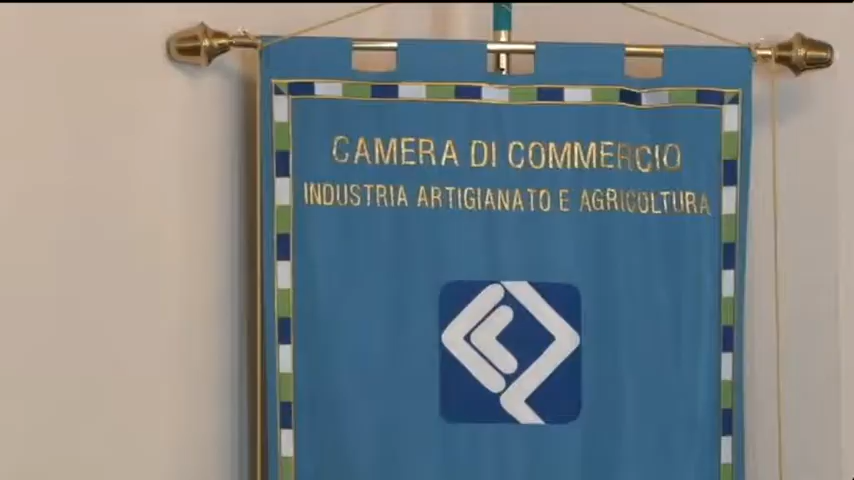 CAMERA DI COMMERCIO
INDUSTRIA ARTIGIANATO E AGRICOLTURA